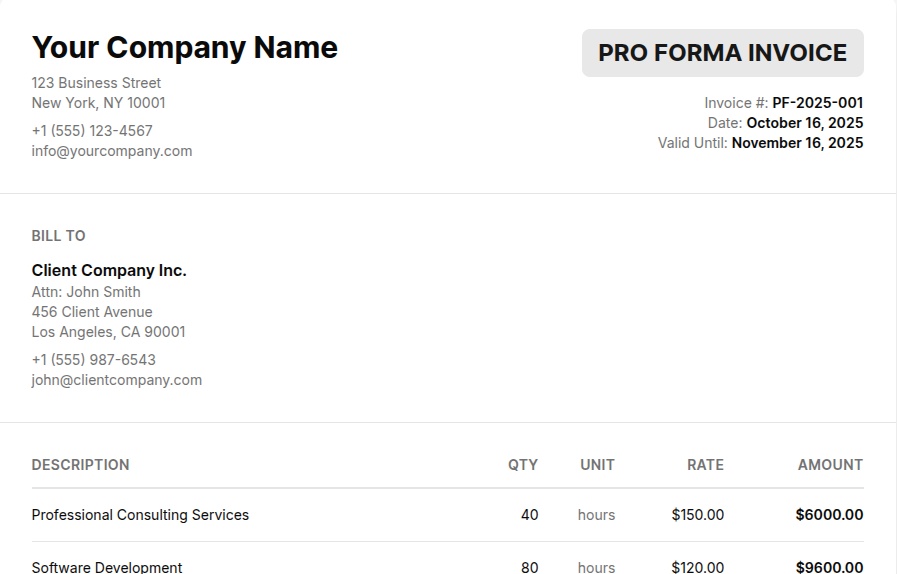 Your Company Name
123 Business Street
New York, NY 10001
+1 (555) 123-4567
info@yourcompany.com
PRO FORMA INVOICE
Invoice #: PF-2025-001
Date: October 16, 2025
Valid Until: November 16, 2025
BILL TO
Client Company Inc.
Attn: John Smith
456 Client Avenue
Los Angeles, CA 90001
+1 (555) 987-6543
john@clientcompany.com
DESCRIPTION QTY UNIT RATE AMOUNT
Professional Consulting Services 40 hours $150.00 $6000.00
Software Development 80 hours $120.00 $9600.00